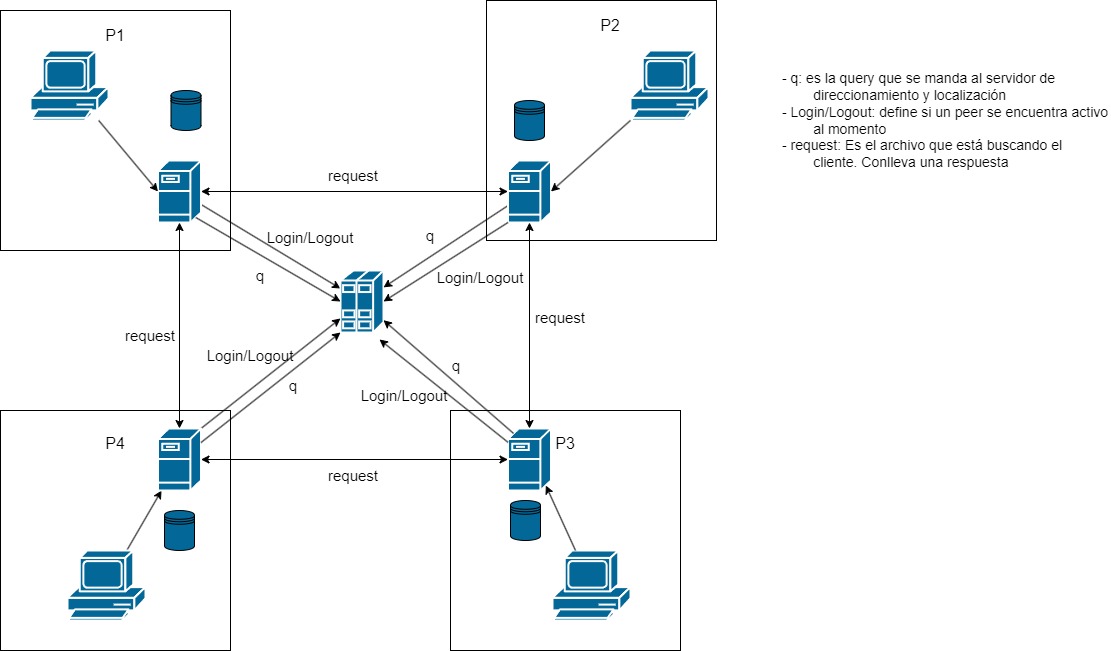 P1
P2
- q: es la query que se manda al servidor de
direccionamiento y localización
- Login/Logout: define si un peer se encuentra activo
al momento
- request: Es el archivo que está buscando el
cliente. Conlleva una respuesta
request
Login/Logout
q
q
Login/Logout
request
request
Login/Logout
q
q
Login/Logout
P4
P3
request